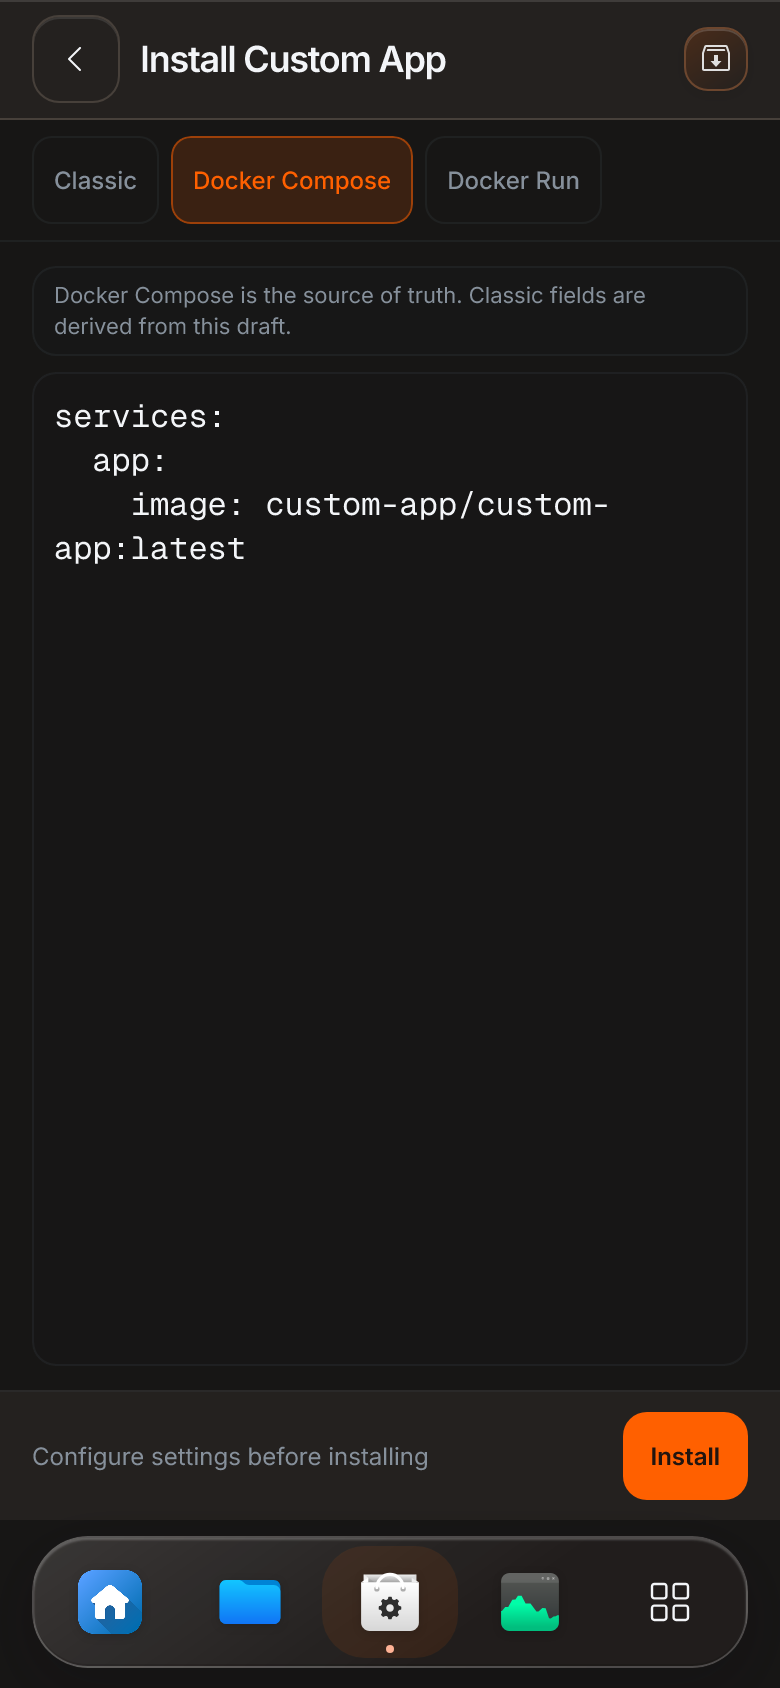 Install Custom App
Classic
Docker Compose
Docker Run
Docker Compose is the source of truth. Classic fields are
derived from this draft.
services:
  app:
    image: custom-app/custom-
app:latest
Configure settings before installing
Install